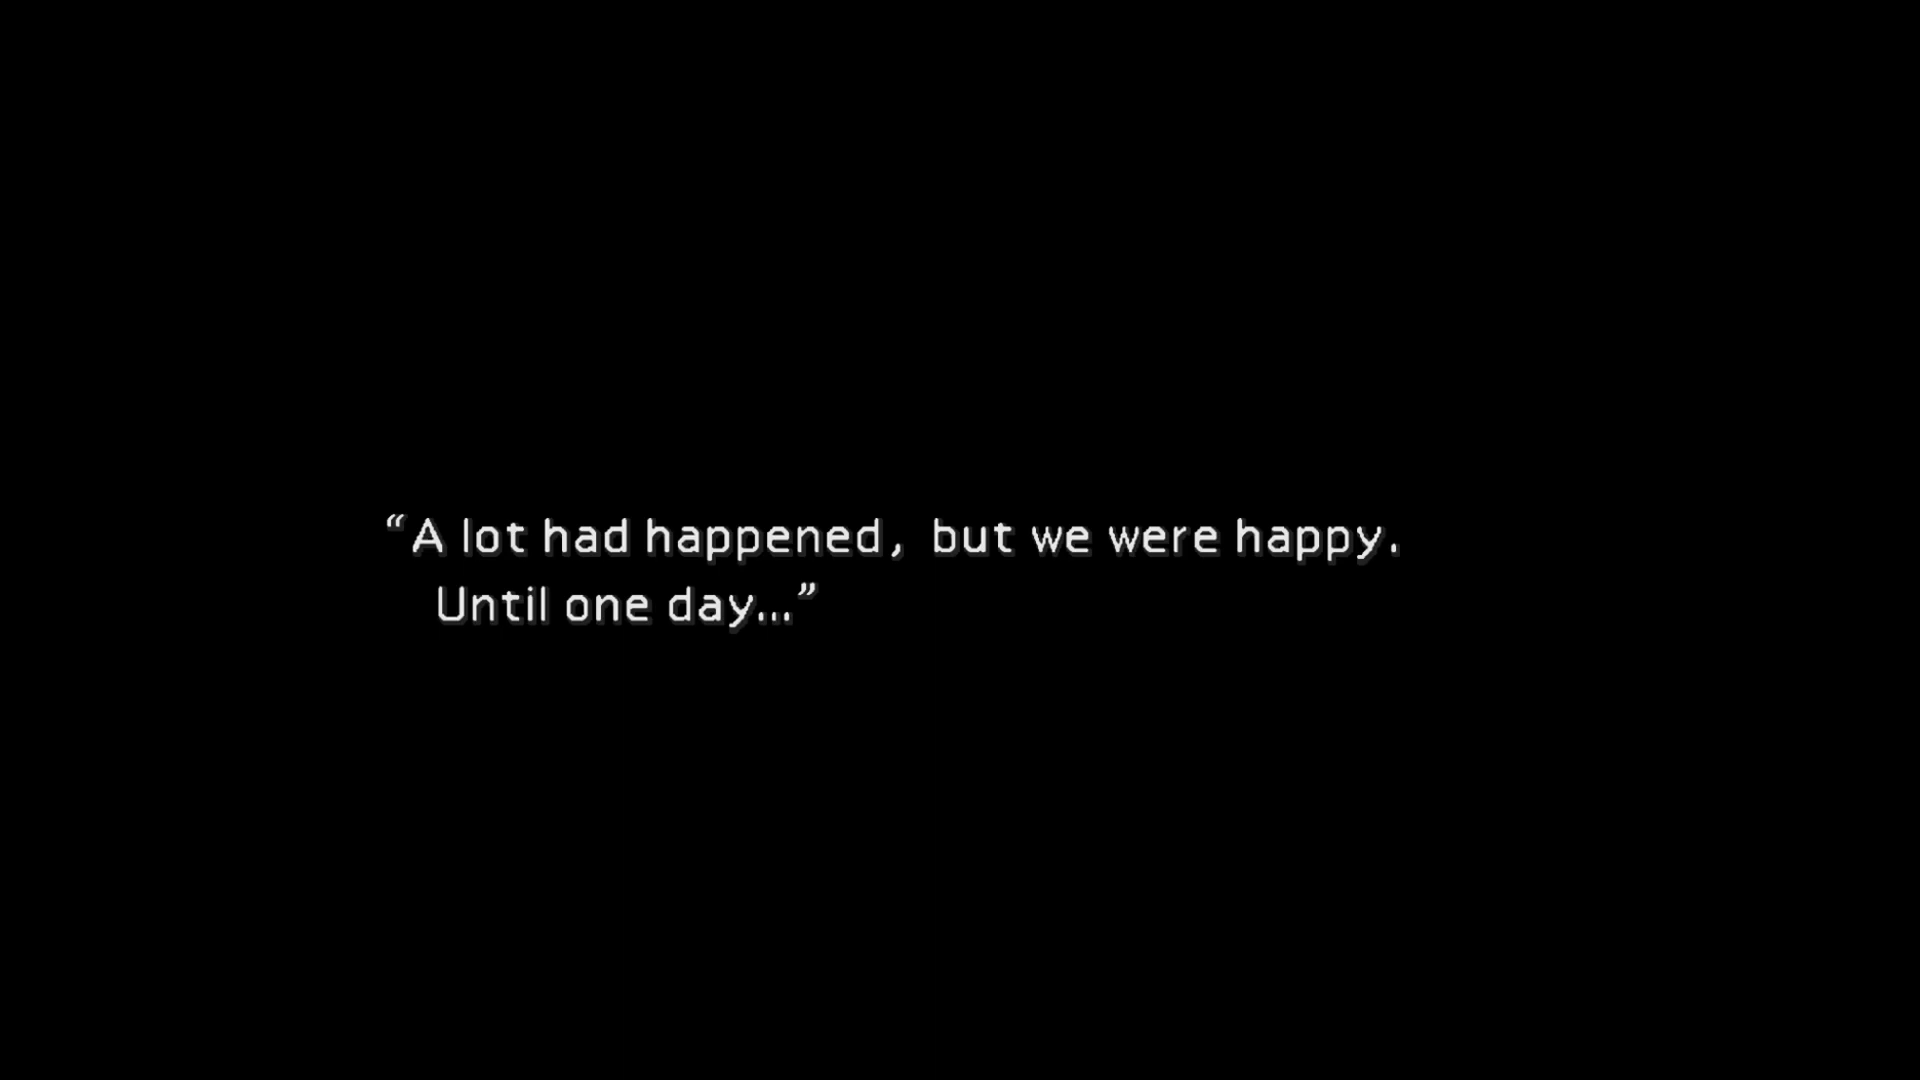 “A lot had happened, but we were happy.
Until one day...”